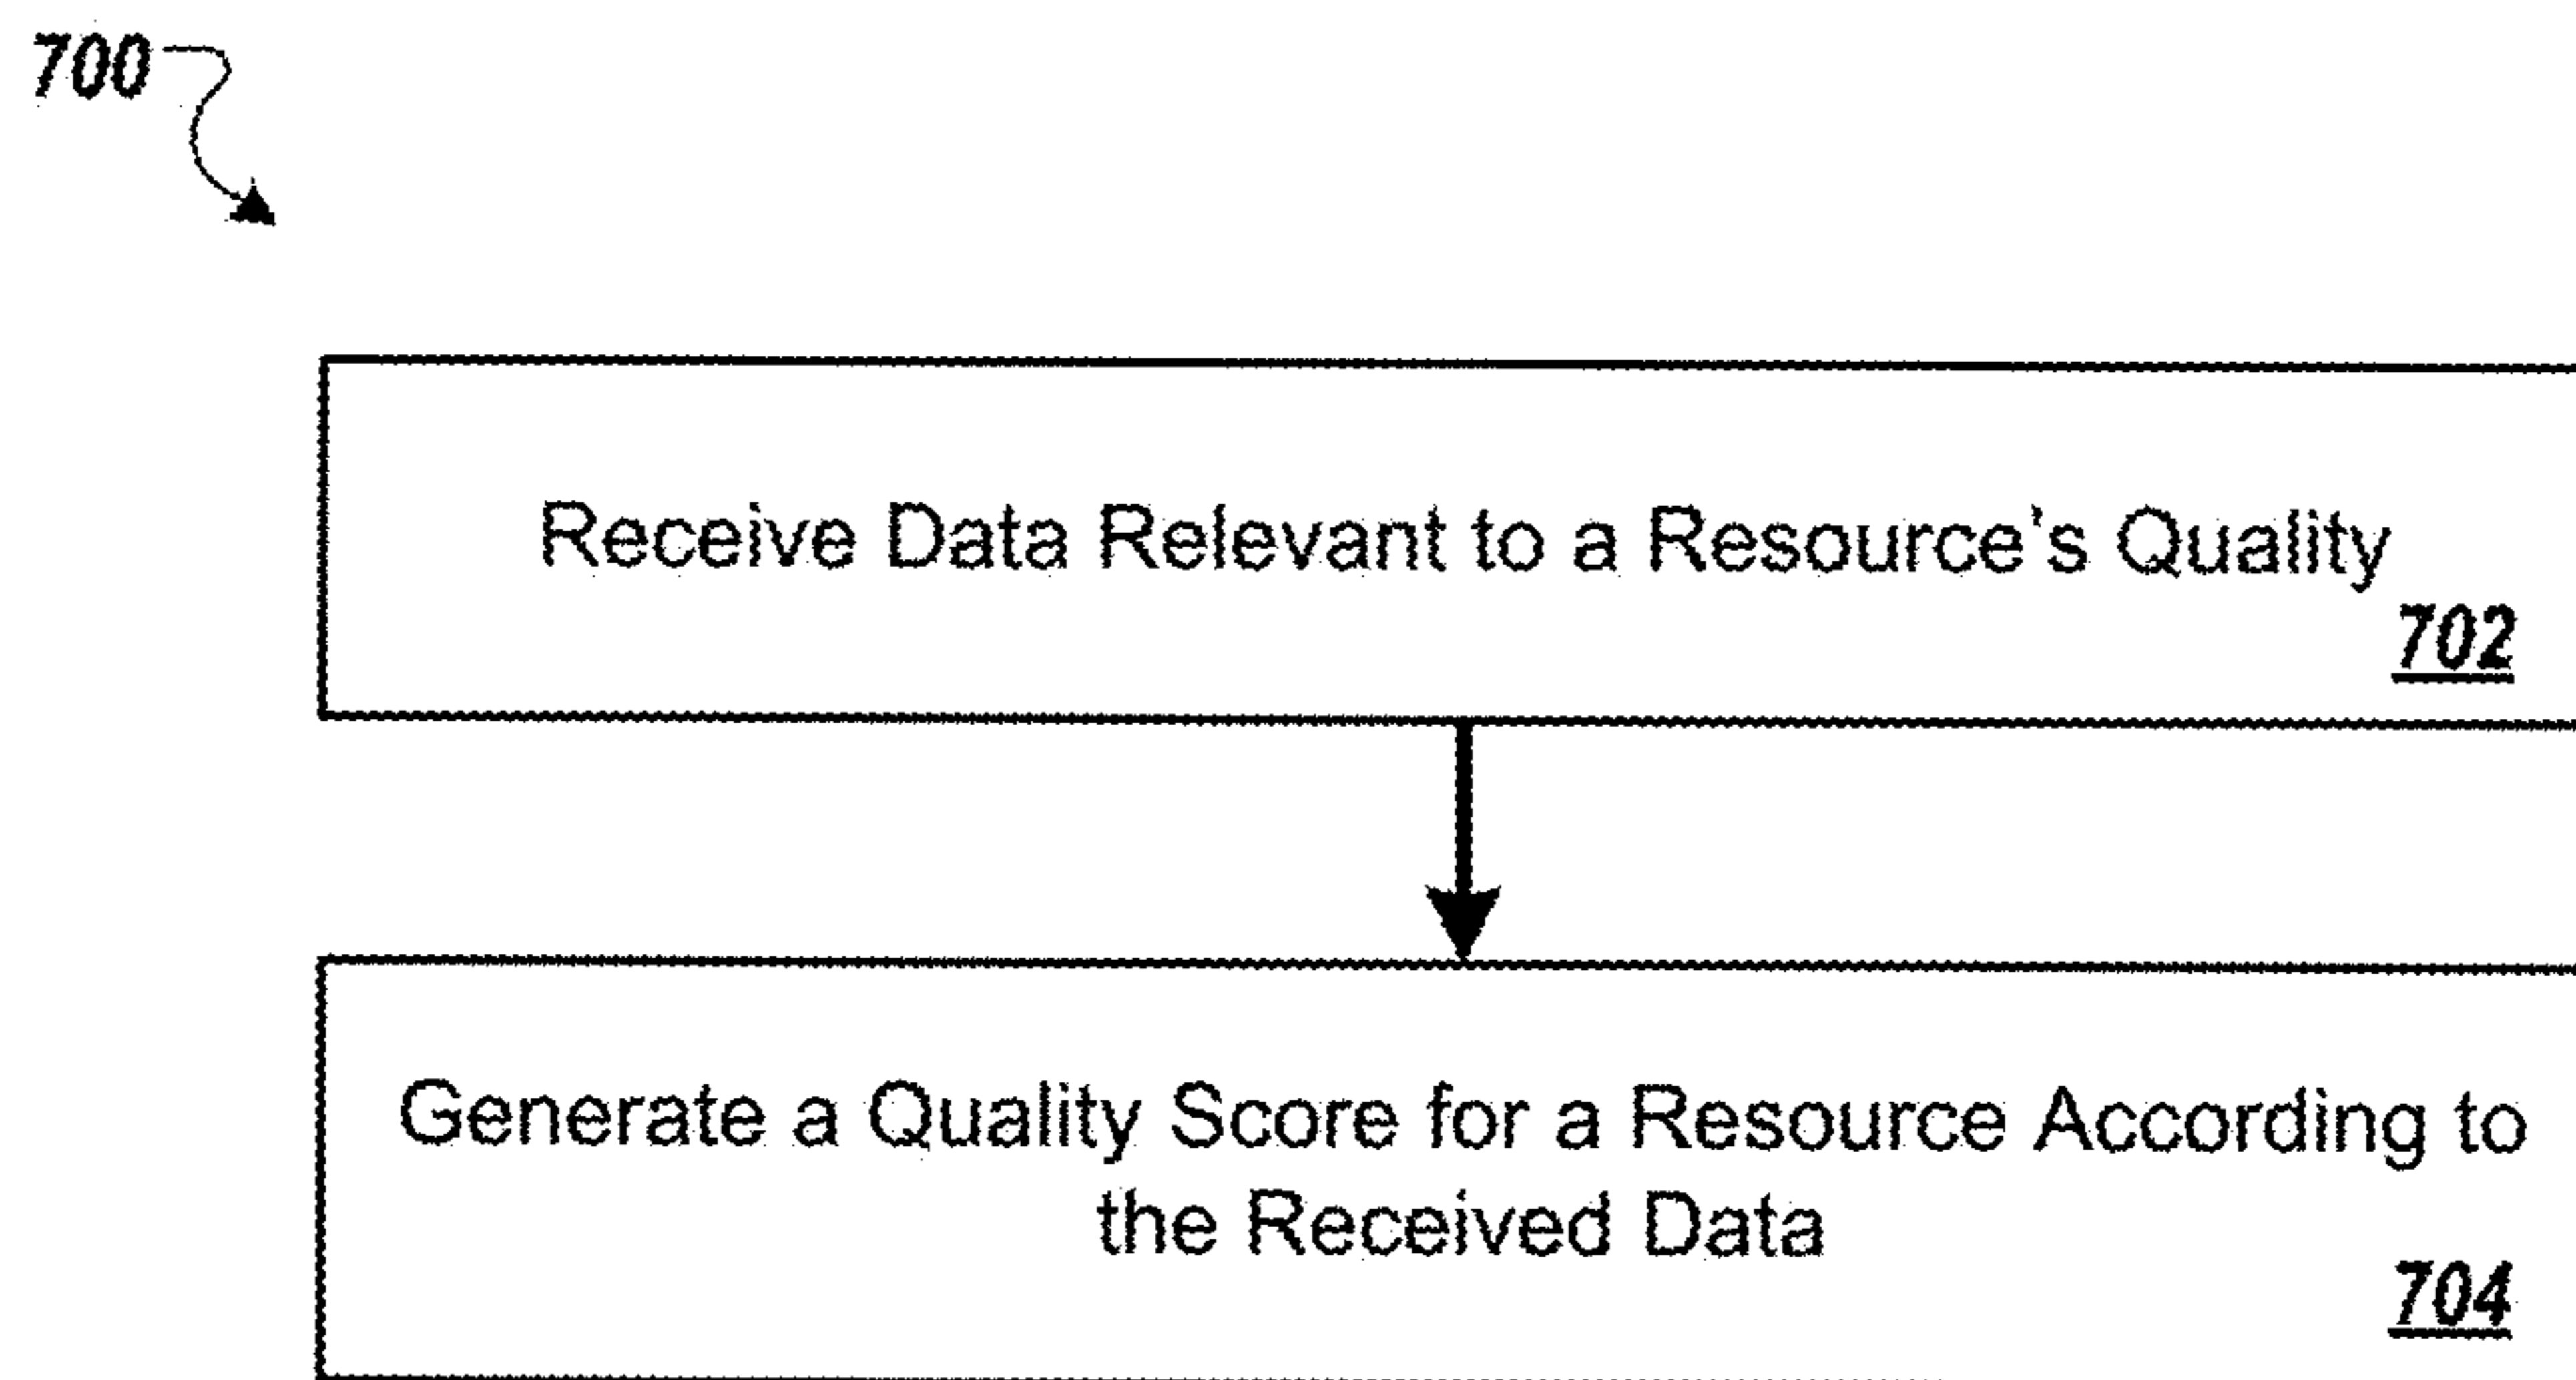 700
Receive Data Relevant to a Resource's Quality
702
Generate a Quality Score for a Resource According to
the Received Data
704